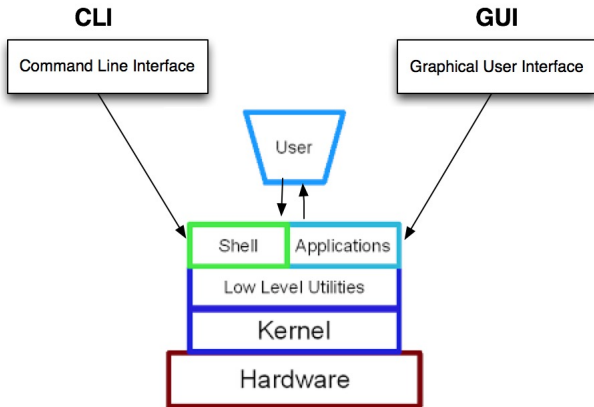 CLI
GUI
Command Line Interface
Graphical User Interface
User
Shell
Applications
Low Level Utilities
Kernel
Hardware